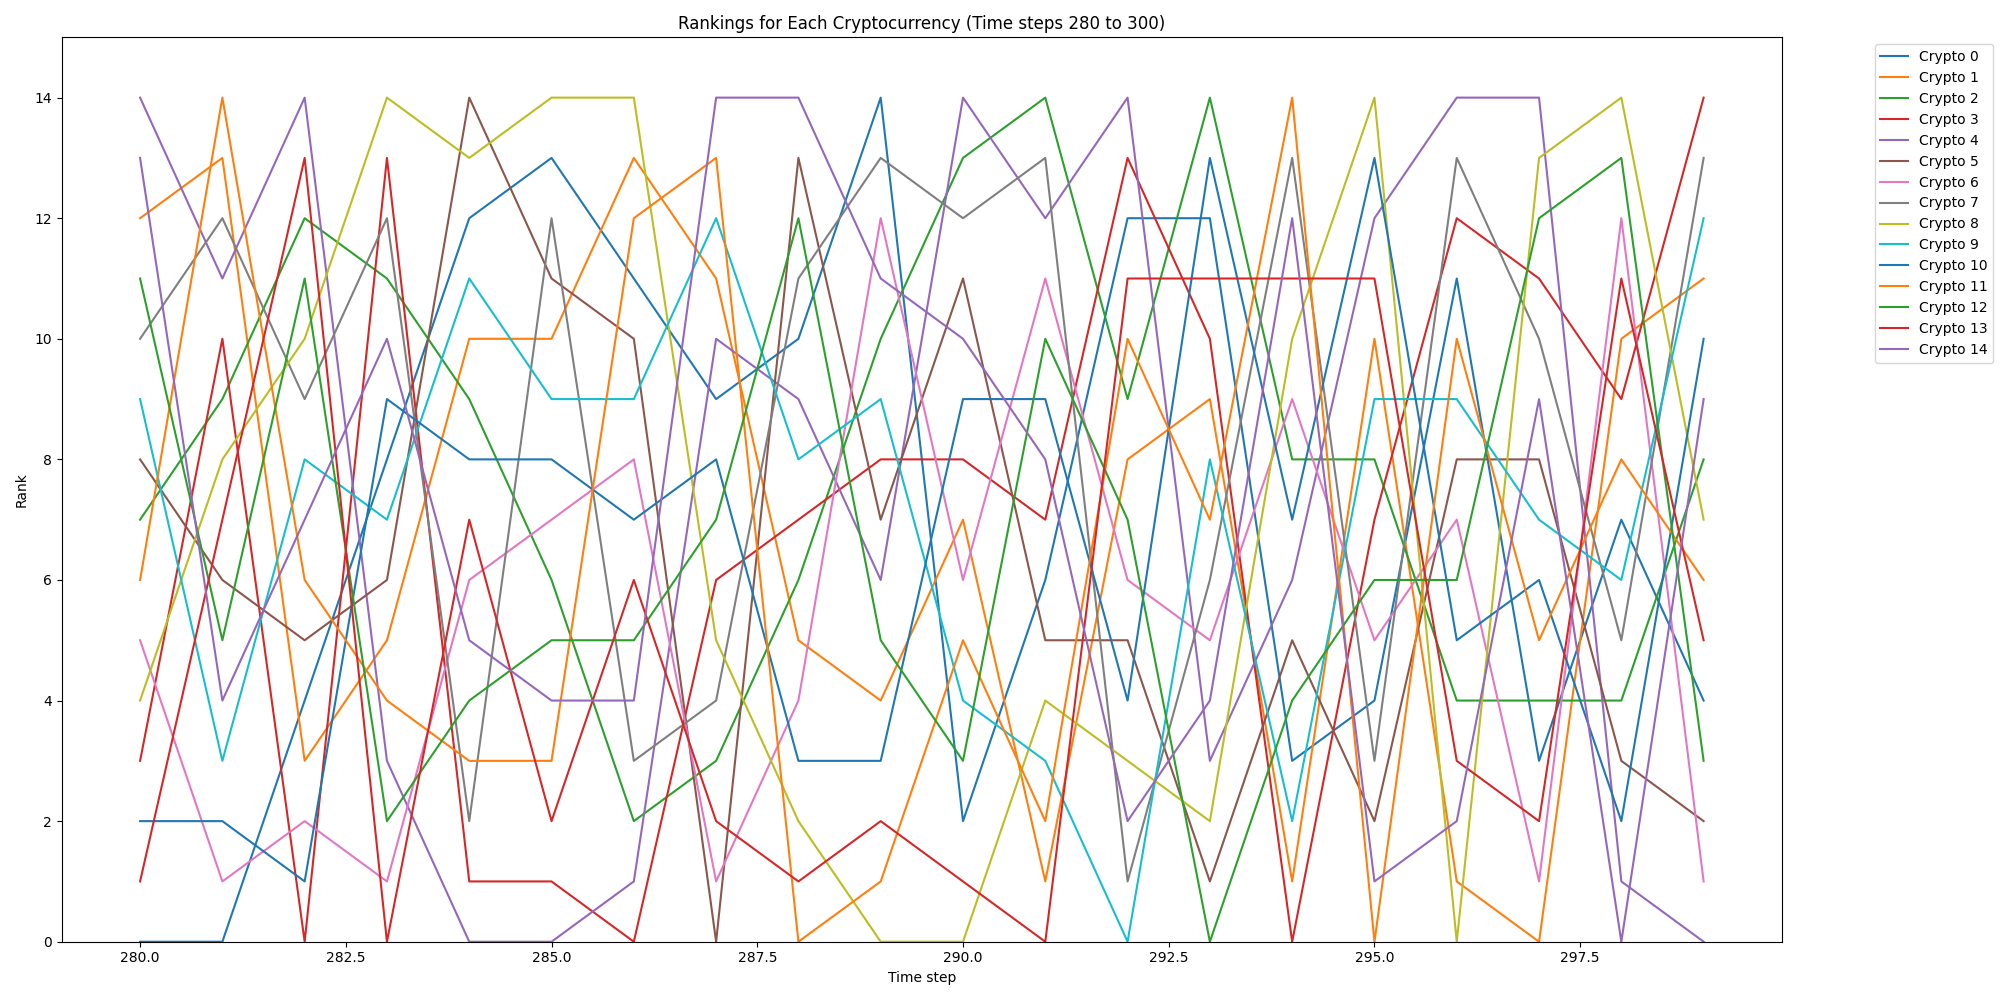 Rankings for Each Cryptocurrency (Time steps 280 to 300)
14
12
10
8
6
4
2
0
Rank
280.0 282.5 285.0 287.5 290.0 292.5 295.0 297.5
Time step
Crypto 0
Crypto 1
Crypto 2
Crypto 3
Crypto 4
Crypto 5
Crypto 6
Crypto 7
Crypto 8
Crypto 9
Crypto 10
Crypto 11
Crypto 12
Crypto 13
Crypto 14